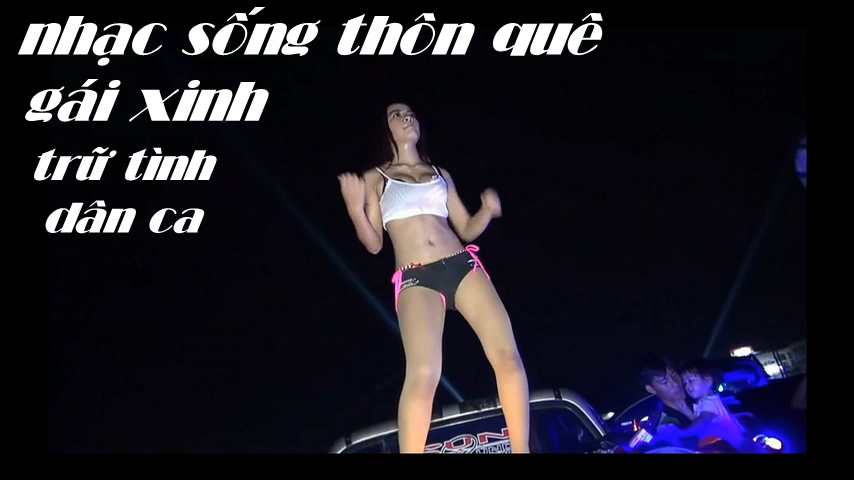 nhạc sống thôn quê
gái xinh
trữ tình
dân ca